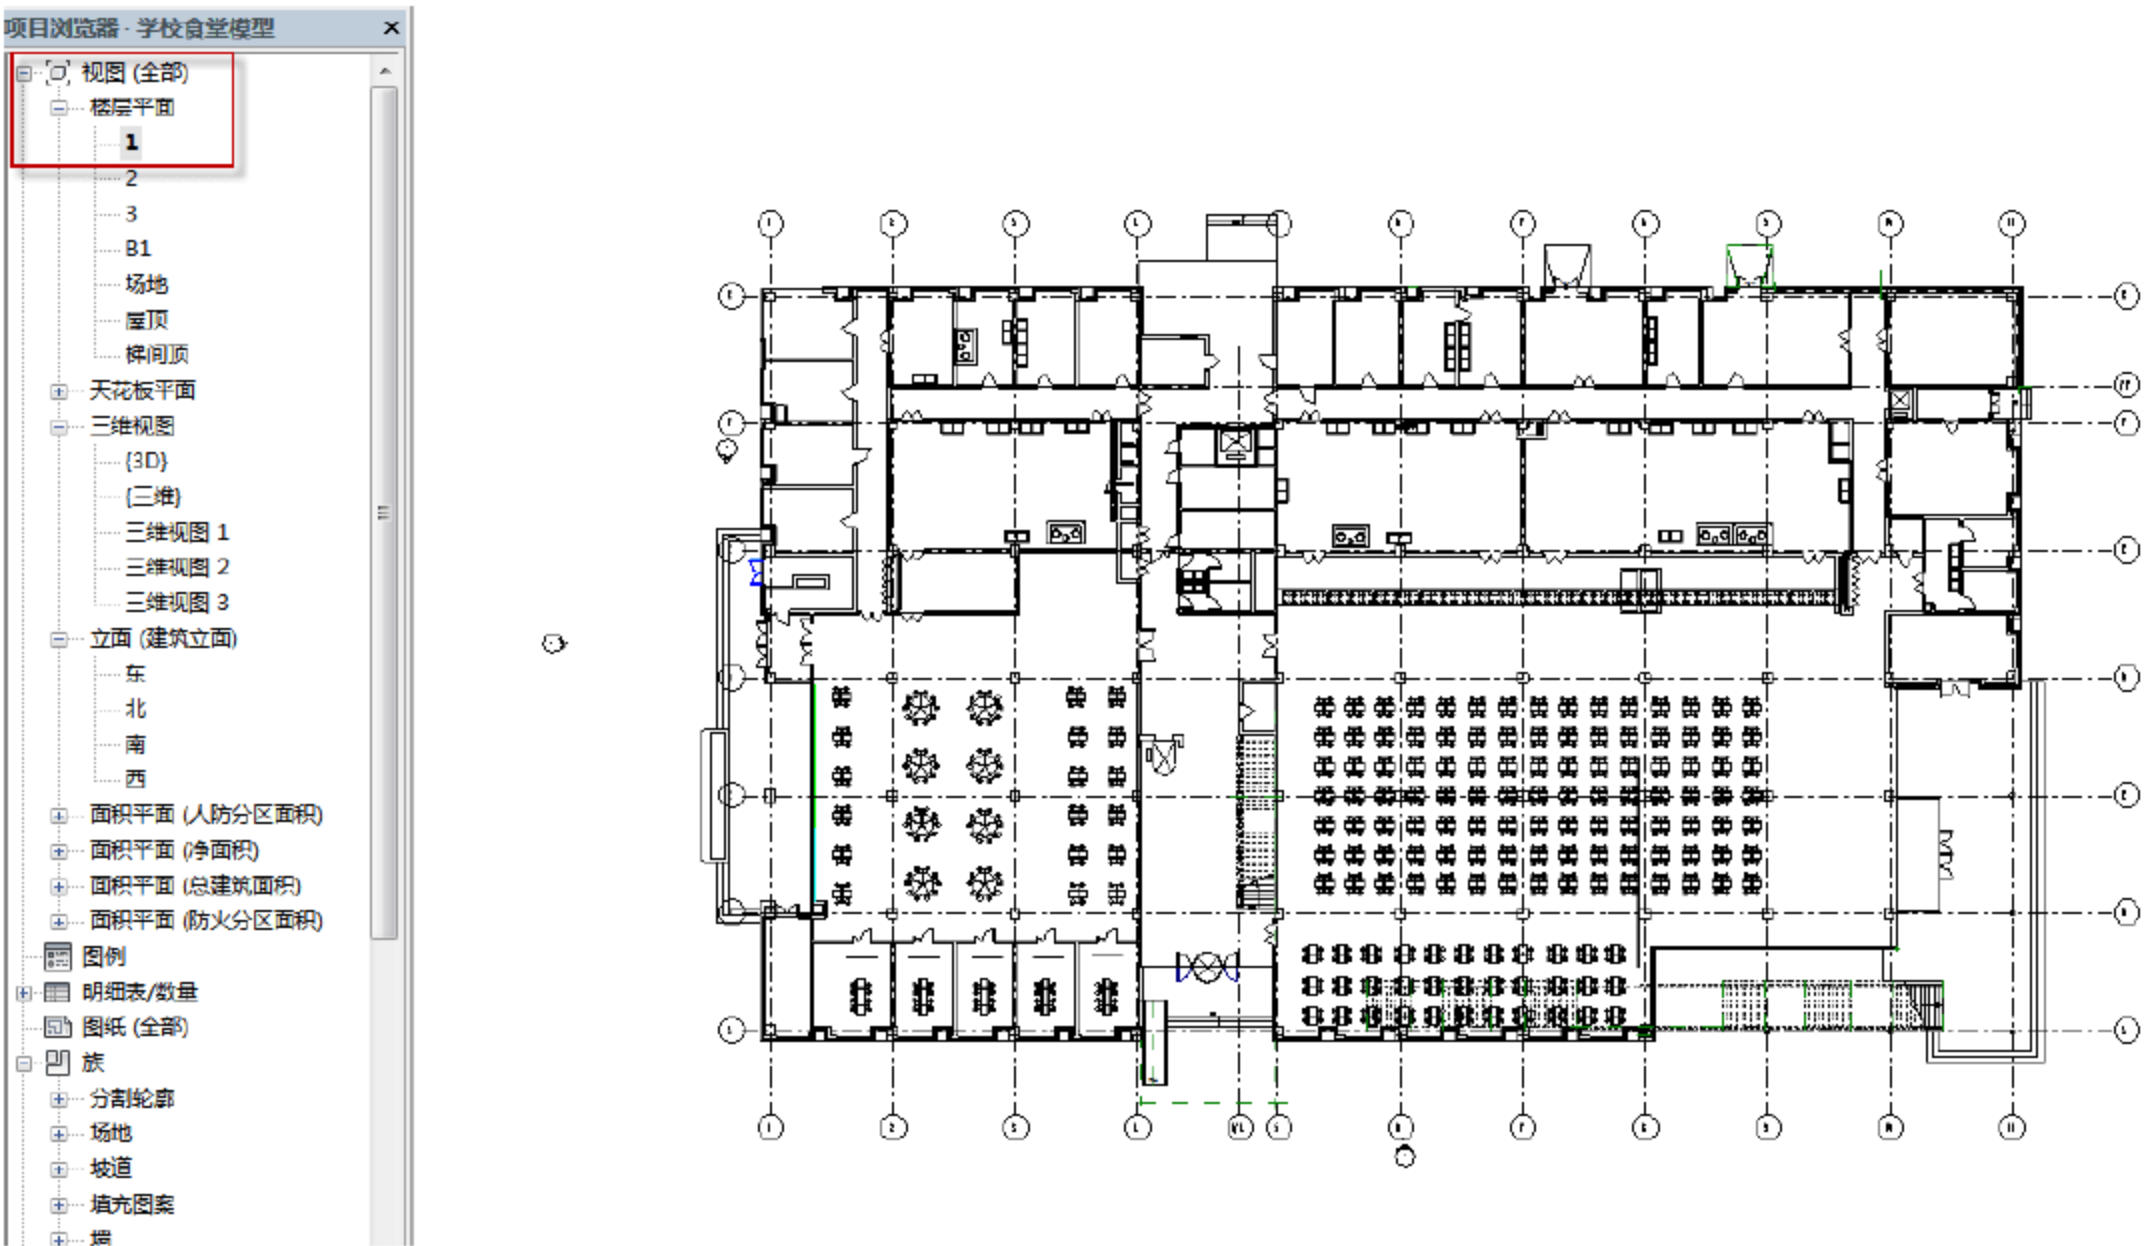 项目浏览器 - 学校食堂模型
视图 (全部)
楼层平面
1
2
3
B1
场地
屋顶
梯间顶
天花板平面
三维视图
{3D}
{三维}
三维视图 1
三维视图 2
三维视图 3
立面 (建筑立面)
东
北
南
西
面积平面 (人防分区面积)
面积平面 (净面积)
面积平面 (总建筑面积)
面积平面 (防火分区面积)
图例
明细表/数量
图纸 (全部)
族
分割轮廓
场地
坡道
填充图案
墙